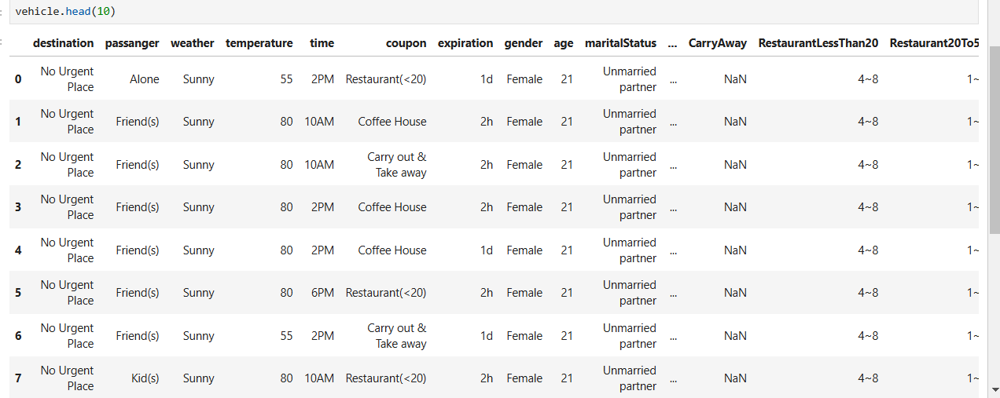 vehicle.head(10)
destination passanger weather temperature time coupon expiration gender age maritalStatus ... CarryAway RestaurantLessThan20 Restaurant20To5
0 No Urgent Place Alone Sunny 55 2PM Restaurant(<20) 1d Female 21 Unmarried partner ... NaN 4~8 1~
1 No Urgent Place Friend(s) Sunny 80 10AM Coffee House 2h Female 21 Unmarried partner ... NaN 4~8 1~
2 No Urgent Place Friend(s) Sunny 80 10AM Carry out & Take away 2h Female 21 Unmarried partner ... NaN 4~8 1~
3 No Urgent Place Friend(s) Sunny 80 2PM Coffee House 2h Female 21 Unmarried partner ... NaN 4~8 1~
4 No Urgent Place Friend(s) Sunny 80 2PM Coffee House 1d Female 21 Unmarried partner ... NaN 4~8 1~
5 No Urgent Place Friend(s) Sunny 80 6PM Restaurant(<20) 2h Female 21 Unmarried partner ... NaN 4~8 1~
6 No Urgent Place Friend(s) Sunny 55 2PM Carry out & Take away 1d Female 21 Unmarried partner ... NaN 4~8 1~
7 No Urgent Place Kid(s) Sunny 80 10AM Restaurant(<20) 2h Female 21 Unmarried partner ... NaN 4~8 1~